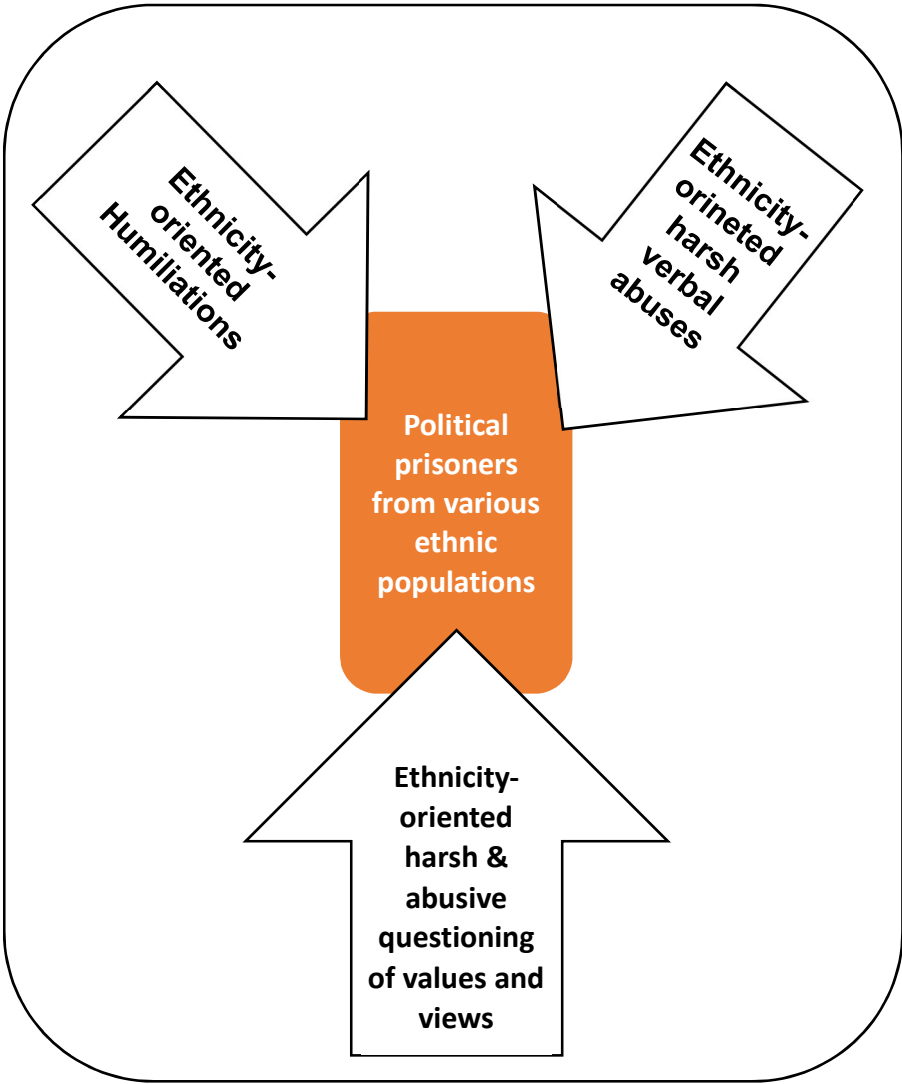 Ethnicity-
oriented
Humiliations
Ethnicity-
orineted
harsh
verbal
abuses
Political
prisoners
from various
ethnic
populations
Ethnicity-
oriented
harsh &
abusive
questioning
of values and
views